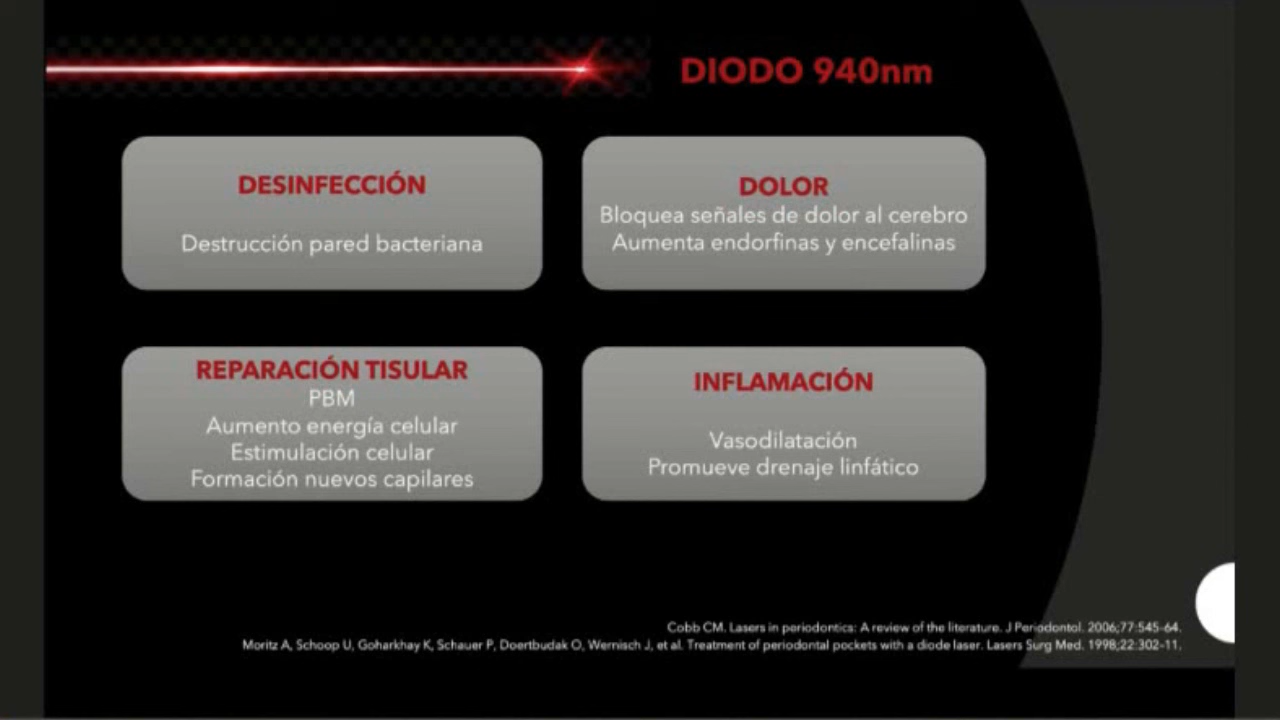 DIODO 940nm
DESINFECCIÓN
Destrucción pared bacteriana
DOLOR
Bloquea señales de dolor al cerebro
Aumenta endorfinas y encefalinas
REPARACIÓN TISULAR
PBM
Aumento energía celular
Estimulación celular
Formación nuevos capilares
INFLAMACIÓN
Vasodilatación
Promueve drenaje linfático
Cobb CM. Lasers in periodontics: A review of the literature. J Periodontol. 2006;77:545-64.
Moritz A, Schoop U, Goharkhay K, Schauer P, Doertbudak O, Wernisch J, et al. Treatment of periodontal pockets with a diode laser. Lasers Surg Med. 1998;22:302-11.